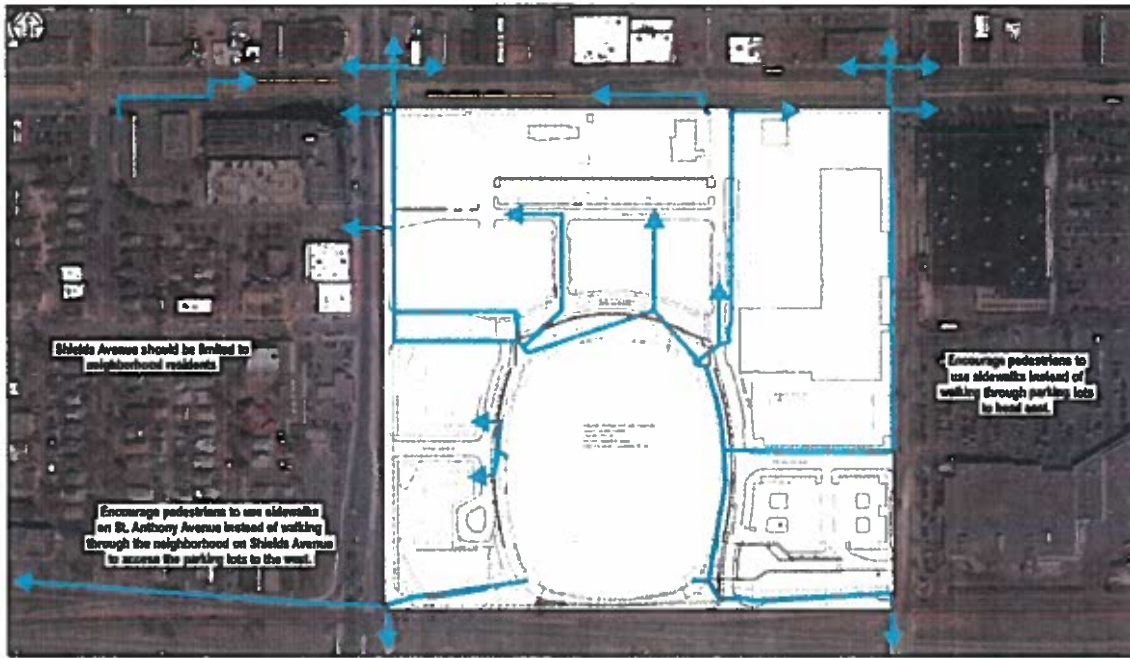 Shields Avenue should be limited to
neighborhood residents
Encourage pedestrians to
use sidewalks instead of
walking through parking lots
to head east.
Encourage pedestrians to use sidewalks
on St. Anthony Avenue instead of walking
through the neighborhood on Shields Avenue
to access the parking lots to the west.